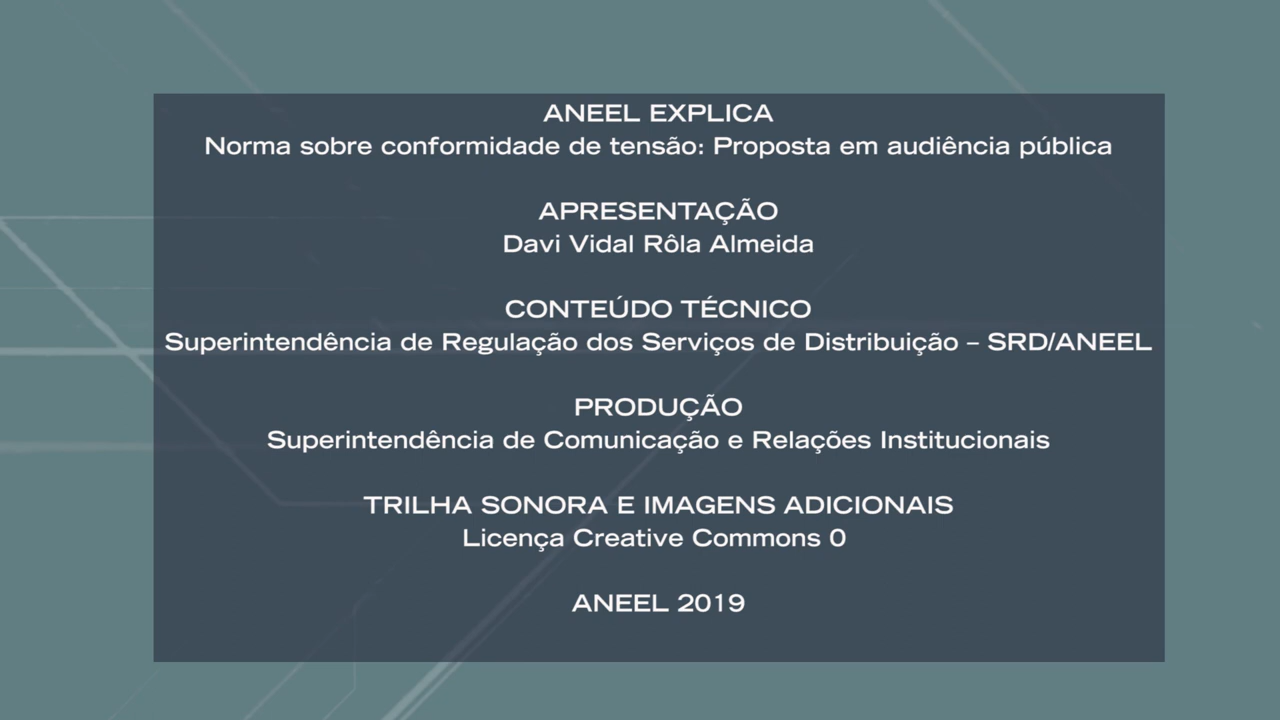 ANEEL EXPLICA
Norma sobre conformidade de tensão: Proposta em audiência pública
APRESENTAÇÃO
Davi Vidal Rôla Almeida
CONTEÚDO TÉCNICO
Superintendência de Regulação dos Serviços de Distribuição – SRD/ANEEL
PRODUÇÃO
Superintendência de Comunicação e Relações Institucionais
TRILHA SONORA E IMAGENS ADICIONAIS
Licença Creative Commons 0
ANEEL 2019